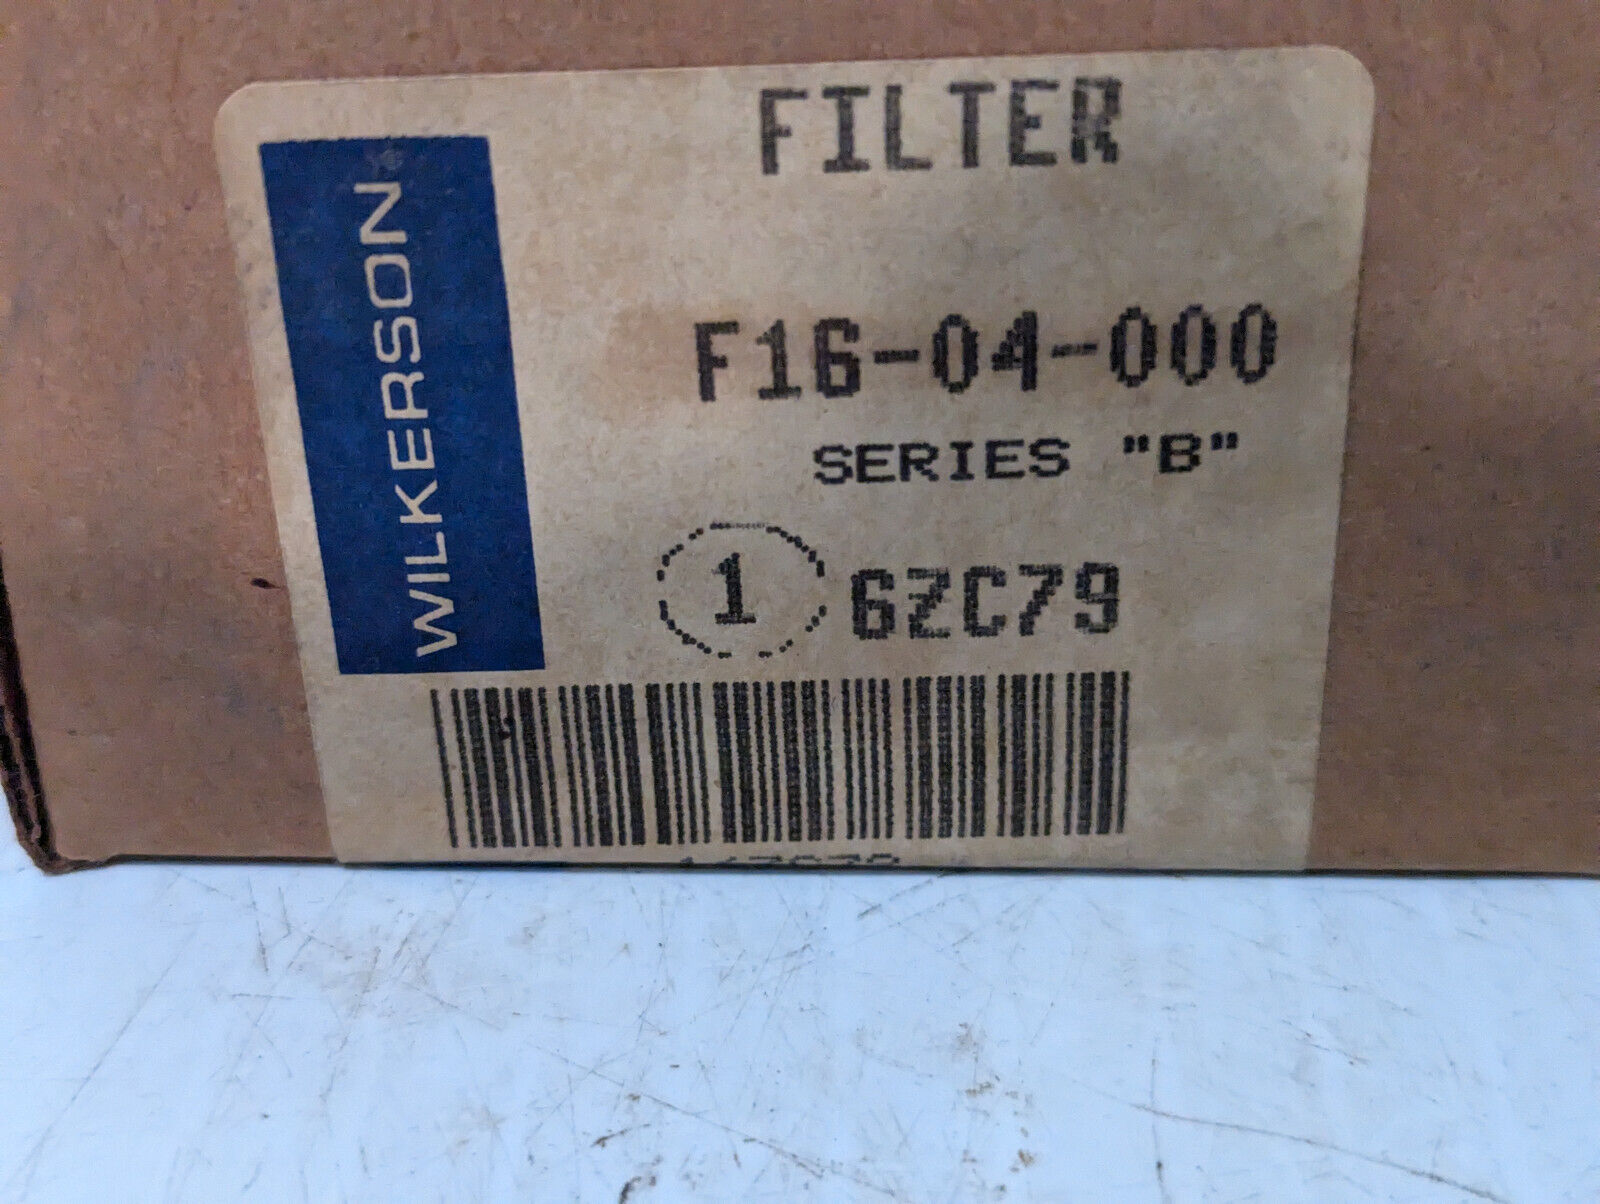 WILKERSON
FILTER
F16-04-000
SERIES "B"
1 6ZC79